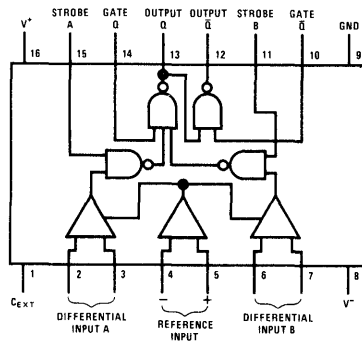 V+
STROBE A
GATE Q
OUTPUT Q
OUTPUT Q̄
STROBE B
GATE Q̄
GND
16 15 14 13 12 11 10 9
1 2 3 4 5 6 7 8
− +
CEXT
DIFFERENTIAL INPUT A
REFERENCE INPUT
DIFFERENTIAL INPUT B
V−